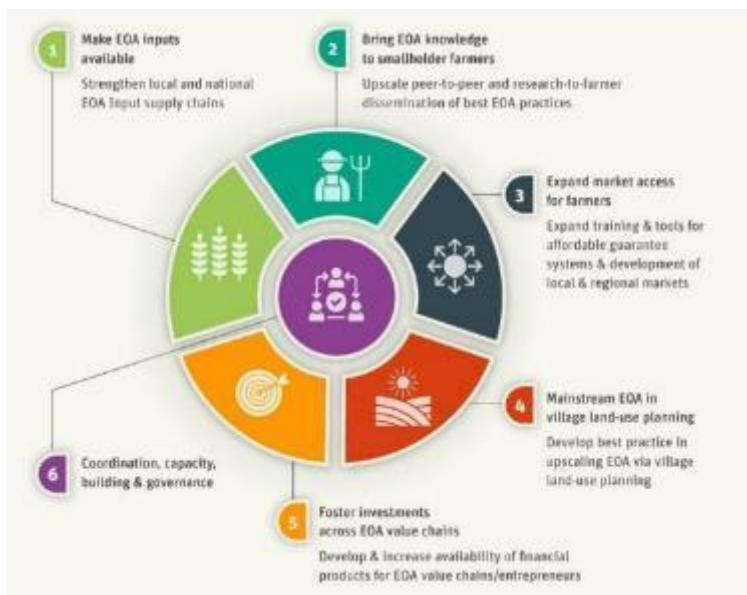 1
Make EOA inputs
available
Strengthen local and national
EOA Input supply chains
2
Bring EOA knowledge
to smallholder farmers
Upscale peer-to-peer and research-to-farmer
dissemination of best EOA practices
3
Expand market access
for farmers
Expand training & tools for
affordable guarantee
systems & development of
local & regional markets
4
Mainstream EOA in
village land-use planning
Develop best practice in
upscaling EOA via village
land-use planning
5
Foster investments
across EOA value chains
Develop & increase availability of financial
products for EOA value chains/entrepreneurs
6
Coordination, capacity,
building & governance